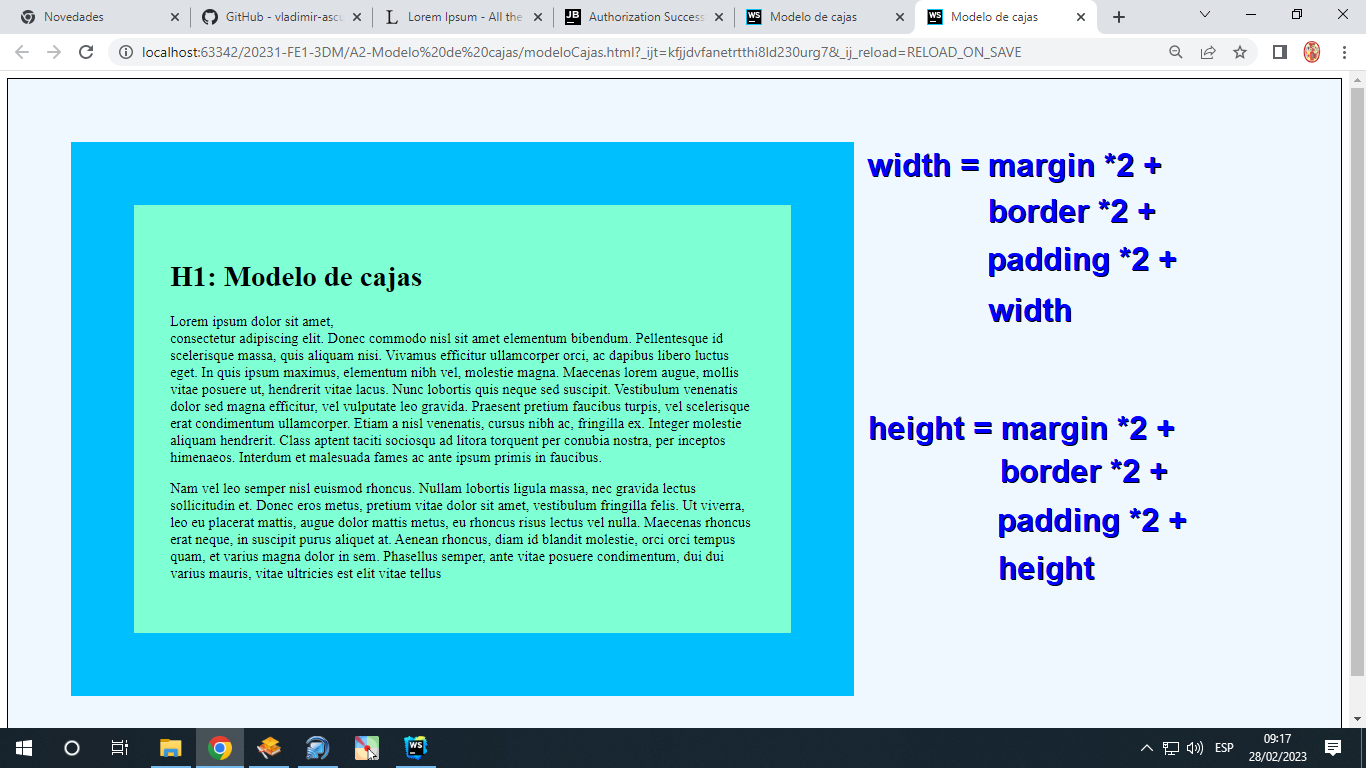 Novedades
GitHub - vladimir-ascu
Lorem Ipsum - All the
JB
Authorization Success
WS
Modelo de cajas
WS
Modelo de cajas
localhost:63342/20231-FE1-3DM/A2-Modelo%20de%20cajas/modeloCajas.html?_ijt=kfjjdvfanetrtthi8ld230urg7&_ij_reload=RELOAD_ON_SAVE
H1: Modelo de cajas
Lorem ipsum dolor sit amet,
consectetur adipiscing elit. Donec commodo nisl sit amet elementum bibendum. Pellentesque id
scelerisque massa, quis aliquam nisi. Vivamus efficitur ullamcorper orci, ac dapibus libero luctus
eget. In quis ipsum maximus, elementum nibh vel, molestie magna. Maecenas lorem augue, mollis
vitae posuere ut, hendrerit vitae lacus. Nunc lobortis quis neque sed suscipit. Vestibulum venenatis
dolor sed magna efficitur, vel vulputate leo gravida. Praesent pretium faucibus turpis, vel scelerisque
erat condimentum ullamcorper. Etiam a nisl venenatis, cursus nibh ac, fringilla ex. Integer molestie
aliquam hendrerit. Class aptent taciti sociosqu ad litora torquent per conubia nostra, per inceptos
himenaeos. Interdum et malesuada fames ac ante ipsum primis in faucibus.
Nam vel leo semper nisl euismod rhoncus. Nullam lobortis ligula massa, nec gravida lectus
sollicitudin et. Donec eros metus, pretium vitae dolor sit amet, vestibulum fringilla felis. Ut viverra,
leo eu placerat mattis, augue dolor mattis metus, eu rhoncus risus lectus vel nulla. Maecenas rhoncus
erat neque, in suscipit purus aliquet at. Aenean rhoncus, diam id blandit molestie, orci orci tempus
quam, et varius magna dolor in sem. Phasellus semper, ante vitae posuere condimentum, dui dui
varius mauris, vitae ultricies est elit vitae tellus
width = margin *2 +
border *2 +
padding *2 +
width
height = margin *2 +
border *2 +
padding *2 +
height
WS
ESP
09:17
28/02/2023